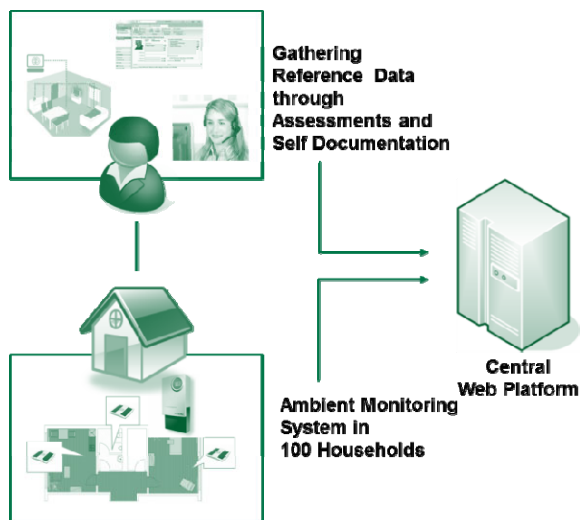 Gathering
Reference Data
through
Assessments and
Self Documentation
Central
Web Platform
Ambient Monitoring
System in
100 Households